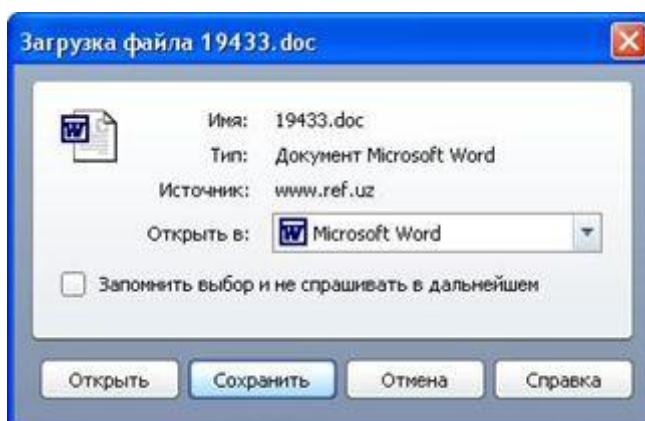 Загрузка файла 19433.doc
Имя: 19433.doc
Тип: Документ Microsoft Word
Источник: www.ref.uz
Открыть в: Microsoft Word
Запомнить выбор и не спрашивать в дальнейшем
Открыть Сохранить Отмена Справка